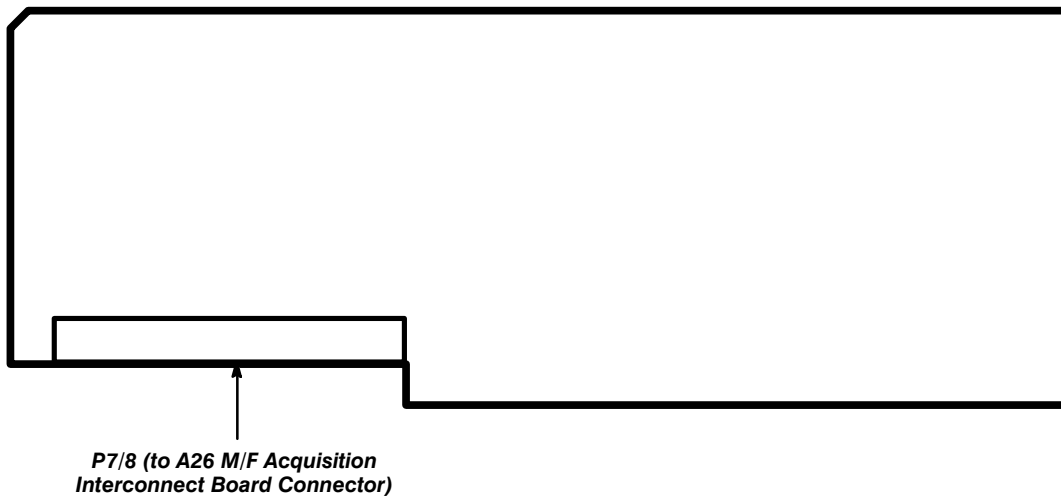 P7/8 (to A26 M/F Acquisition
Interconnect Board Connector)